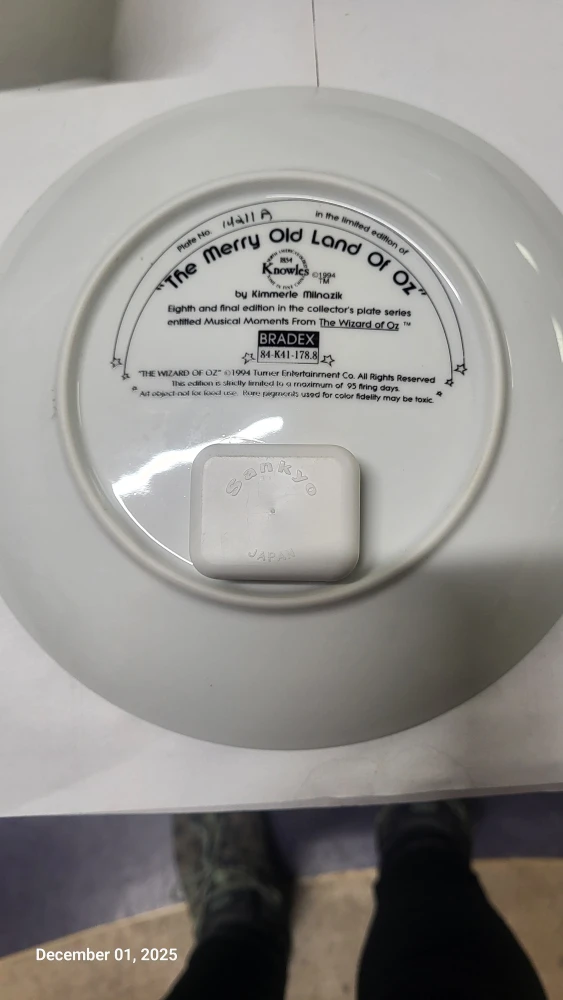 Plate No. 14211 A in the limited edition of
"The Merry Old Land Of Oz"
1834
Knowles ©1994
TM
by Kimmerle Milnazik
Eighth and final edition in the collector's plate series
entitled Musical Moments From The Wizard of Oz ™
BRADEX
84-K41-178.8
"THE WIZARD OF OZ" ©1994 Turner Entertainment Co. All Rights Reserved
This edition is strictly limited to a maximum of 95 firing days.
Art object-not for food use. Pure pigments used for color fidelity may be toxic.
Sankyo
JAPAN
December 01, 2025